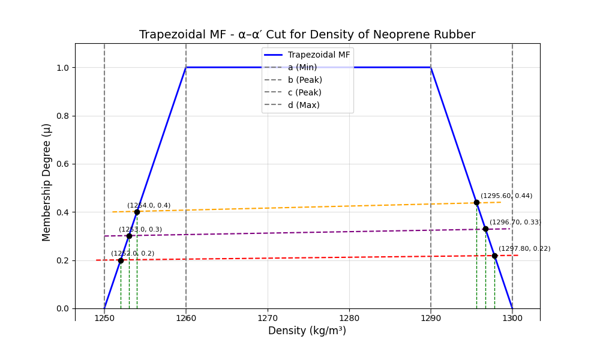 Trapezoidal MF - α–α′ Cut for Density of Neoprene Rubber
Trapezoidal MF
a (Min)
b (Peak)
c (Peak)
d (Max)
Membership Degree (μ)
1.0
0.8
0.6
0.4
0.2
0.0
(1254.0, 0.4)
(1253.0, 0.3)
(1252.0, 0.2)
(1295.60, 0.44)
(1296.70, 0.33)
(1297.80, 0.22)
1250 1260 1270 1280 1290 1300
Density (kg/m³)